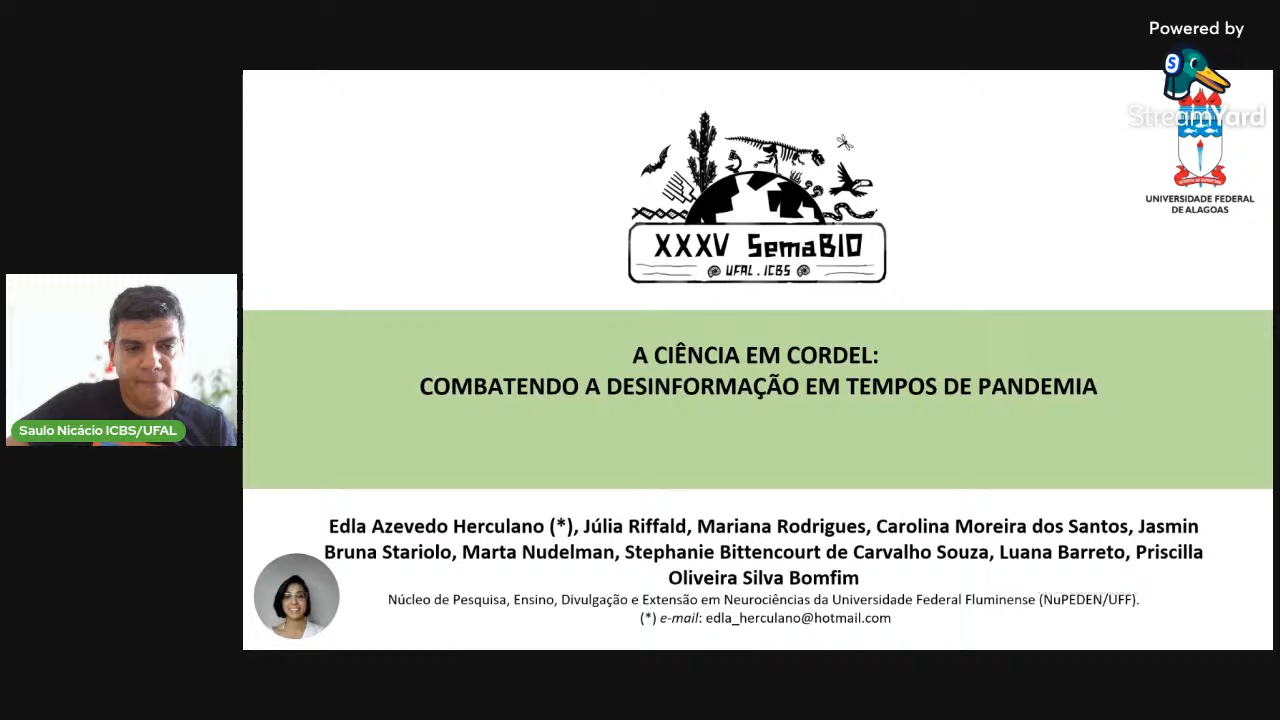 Powered by
StreamYard
UNIVERSIDADE FEDERAL
DE ALAGOAS
XXXV SemaBIO
UFAL . ICBS
A CIÊNCIA EM CORDEL:
COMBATENDO A DESINFORMAÇÃO EM TEMPOS DE PANDEMIA
Saulo Nicácio ICBS/UFAL
Edla Azevedo Herculano (*), Júlia Riffald, Mariana Rodrigues, Carolina Moreira dos Santos, Jasmin
Bruna Stariolo, Marta Nudelman, Stephanie Bittencourt de Carvalho Souza, Luana Barreto, Priscilla
Oliveira Silva Bomfim
Núcleo de Pesquisa, Ensino, Divulgação e Extensão em Neurociências da Universidade Federal Fluminense (NuPEDEN/UFF).
(*) e-mail: edla_herculano@hotmail.com